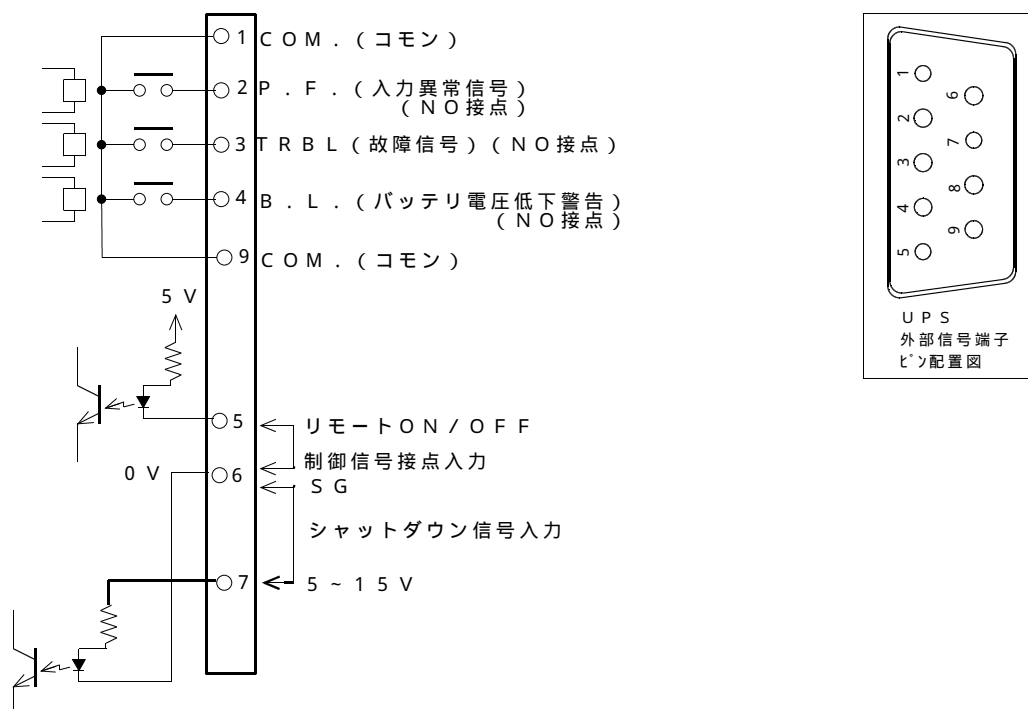 1 COM．（コモン）
2 P．F．（入力異常信号）
（NO接点）
3 TRBL（故障信号）（NO接点）
4 B．L．（バッテリ電圧低下警告）
（NO接点）
9 COM．（コモン）
5V
5 リモートON／OFF
制御信号接点入力
0V 6 SG
シャットダウン信号入力
7 5～15V
1
6
2
7
3
8
4
9
5
UPS
外部信号端子
ﾋﾟﾝ配置図